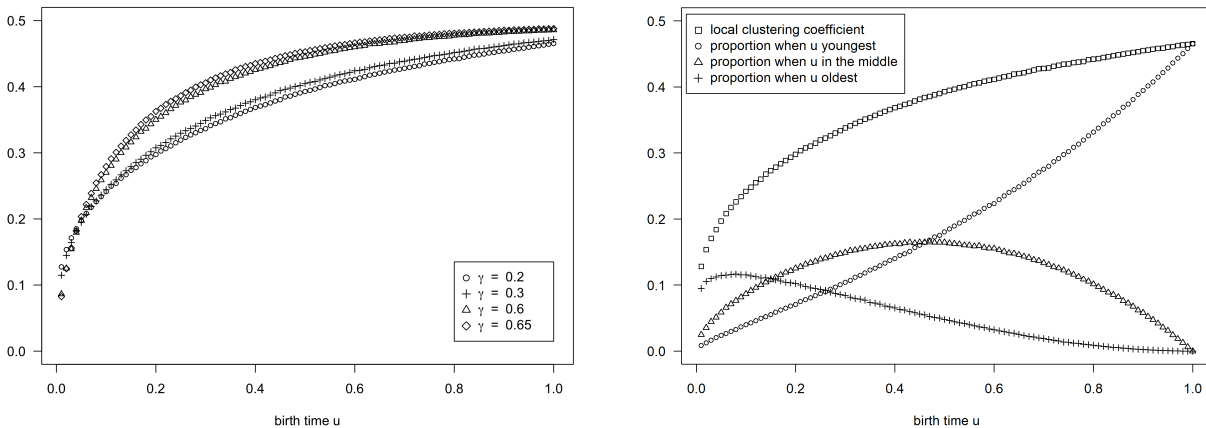 0.5
0.4
0.3
0.2
0.1
0.0
0.0
0.2
0.4
0.6
0.8
1.0
birth time u
γ = 0.2
γ = 0.3
γ = 0.6
γ = 0.65
0.5
0.4
0.3
0.2
0.1
0.0
0.0
0.2
0.4
0.6
0.8
1.0
birth time u
local clustering coefficient
proportion when u youngest
proportion when u in the middle
proportion when u oldest